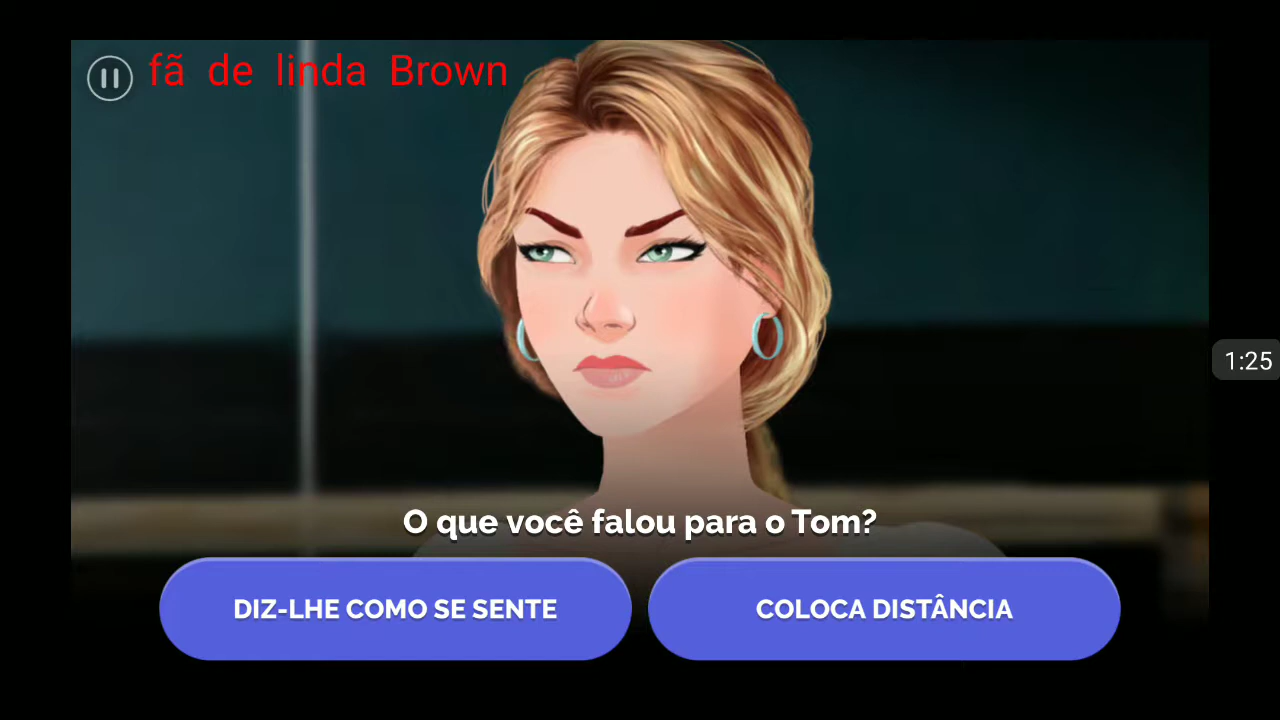 fã de linda Brown
1:25
O que você falou para o Tom?
DIZ-LHE COMO SE SENTE
COLOCA DISTÂNCIA